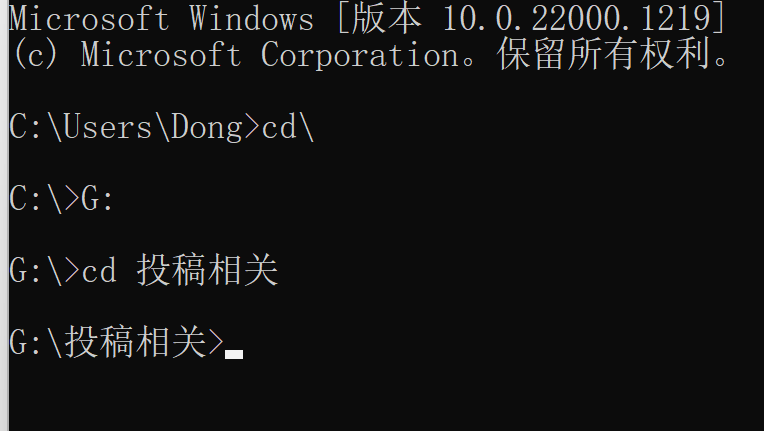 Microsoft Windows [版本 10.0.22000.1219]
(c) Microsoft Corporation。保留所有权利。
C:\Users\Dong>cd\
C:\>G:
G:\>cd 投稿相关
G:\投稿相关>